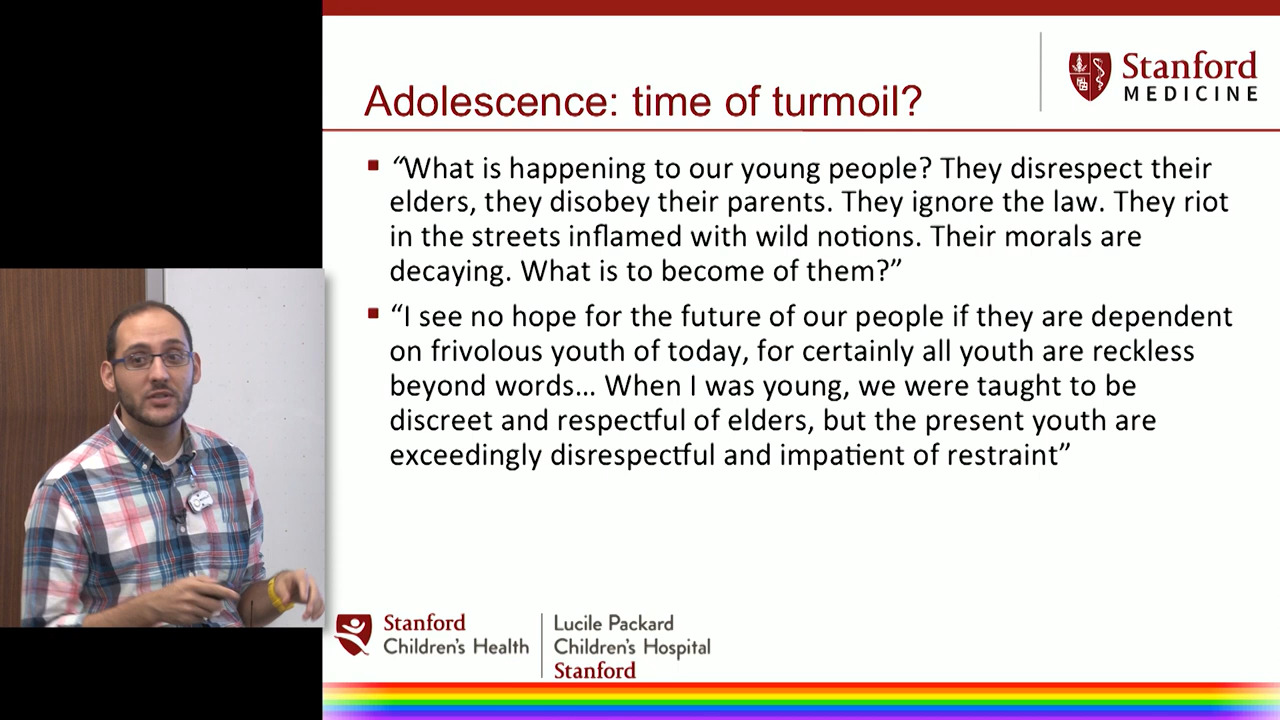 Stanford
MEDICINE
Adolescence: time of turmoil?
“What is happening to our young people? They disrespect their
elders, they disobey their parents. They ignore the law. They riot
in the streets inflamed with wild notions. Their morals are
decaying. What is to become of them?”
“I see no hope for the future of our people if they are dependent
on frivolous youth of today, for certainly all youth are reckless
beyond words... When I was young, we were taught to be
discreet and respectful of elders, but the present youth are
exceedingly disrespectful and impatient of restraint”
Stanford
Children's Health
Lucile Packard
Children's Hospital
Stanford